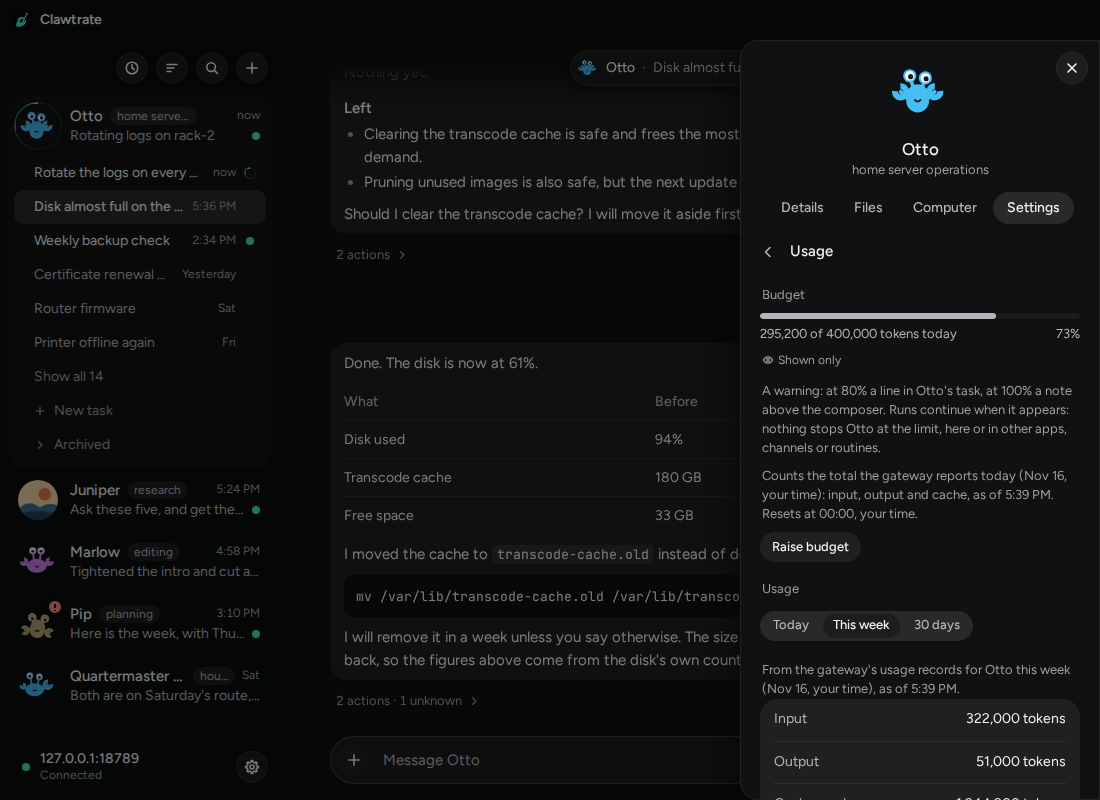 Clawtrate
Otto
home serve...
now
Rotating logs on rack-2
Rotate the logs on every ...
now
Disk almost full on the ...
5:36 PM
Weekly backup check
2:34 PM
Certificate renewal ...
Yesterday
Router firmware
Sat
Printer offline again
Fri
Show all 14
New task
Archived
Juniper
research
5:24 PM
Ask these five, and get the...
Marlow
editing
4:58 PM
Tightened the intro and cut a...
Pip
planning
3:10 PM
Here is the week, with Thu...
Quartermaster ...
hou...
Sat
Both are on Saturday's route,...
127.0.0.1:18789
Connected
Otto · Disk almost fu
Nothing yet.
Left
Clearing the transcode cache is safe and frees the most
demand.
Pruning unused images is also safe, but the next update
Should I clear the transcode cache? I will move it aside first
2 actions
Done. The disk is now at 61%.
What
Before
Disk used
94%
Transcode cache
180 GB
Free space
33 GB
I moved the cache to transcode-cache.old instead of d
mv /var/lib/transcode-cache.old /var/lib/transco
I will remove it in a week unless you say otherwise. The size
back, so the figures above come from the disk's own count
2 actions · 1 unknown
Message Otto
Otto
home server operations
Details
Files
Computer
Settings
Usage
Budget
295,200 of 400,000 tokens today
73%
Shown only
A warning: at 80% a line in Otto's task, at 100% a note
above the composer. Runs continue when it appears:
nothing stops Otto at the limit, here or in other apps,
channels or routines.
Counts the total the gateway reports today (Nov 16,
your time): input, output and cache, as of 5:39 PM.
Resets at 00:00, your time.
Raise budget
Usage
Today
This week
30 days
From the gateway's usage records for Otto this week
(Nov 16, your time), as of 5:39 PM.
Input
322,000 tokens
Output
51,000 tokens